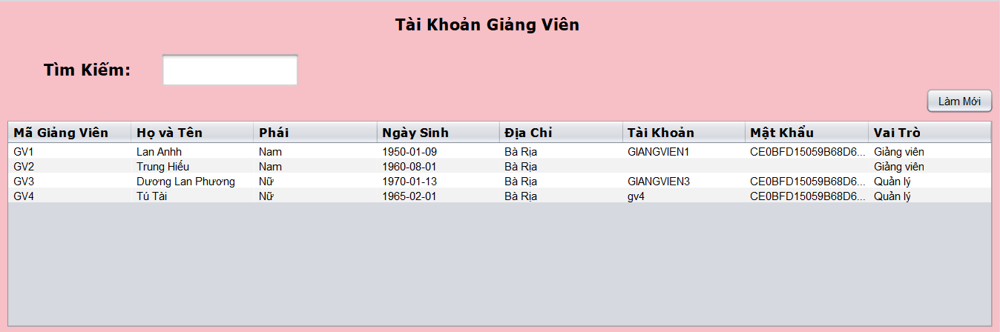 Tài Khoản Giảng Viên
Tìm Kiếm:
Làm Mới
Mã Giảng Viên Họ và Tên Phái Ngày Sinh Địa Chỉ Tài Khoản Mật Khẩu Vai Trò
GV1 Lan Anhh Nam 1950-01-09 Bà Rịa GIANGVIEN1 CE0BFD15059B68D6... Giảng viên
GV2 Trung Hiếu Nam 1960-08-01 Bà Rịa Giảng viên
GV3 Dương Lan Phương Nữ 1970-01-13 Bà Rịa GIANGVIEN3 CE0BFD15059B68D6... Quản lý
GV4 Tú Tài Nữ 1965-02-01 Bà Rịa gv4 CE0BFD15059B68D6... Quản lý